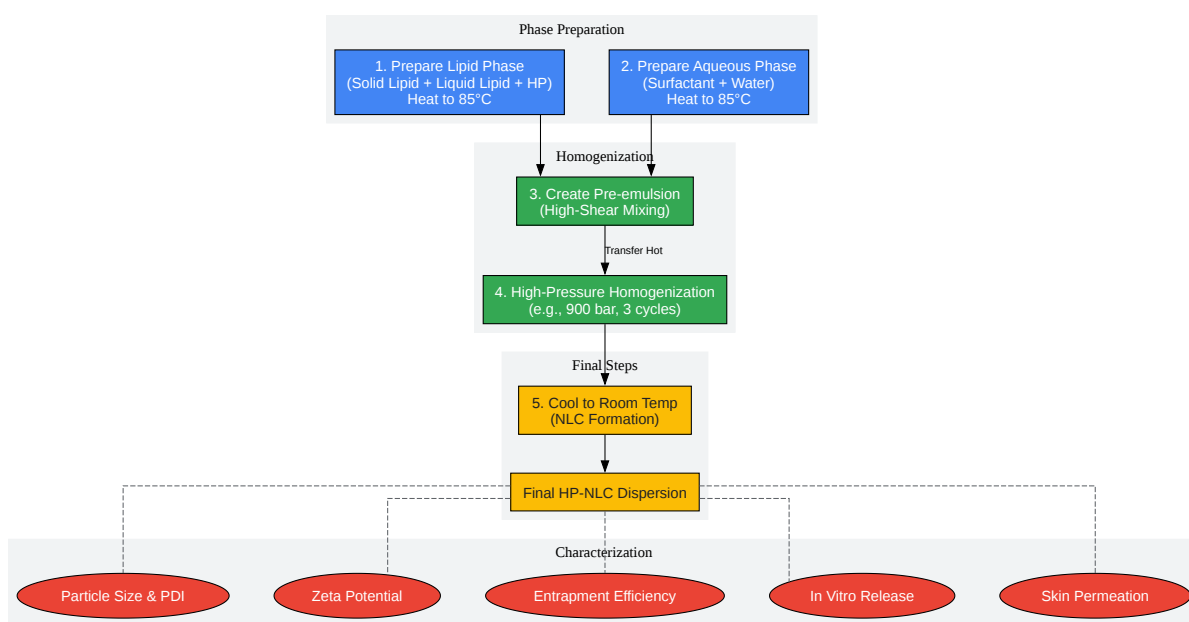 Phase Preparation
1. Prepare Lipid Phase
(Solid Lipid + Liquid Lipid + HP)
Heat to 85°C
2. Prepare Aqueous Phase
(Surfactant + Water)
Heat to 85°C
Homogenization
3. Create Pre-emulsion
(High-Shear Mixing)
Transfer Hot
4. High-Pressure Homogenization
(e.g., 900 bar, 3 cycles)
Final Steps
5. Cool to Room Temp
(NLC Formation)
Final HP-NLC Dispersion
Characterization
Particle Size & PDI
Zeta Potential
Entrapment Efficiency
In Vitro Release
Skin Permeation